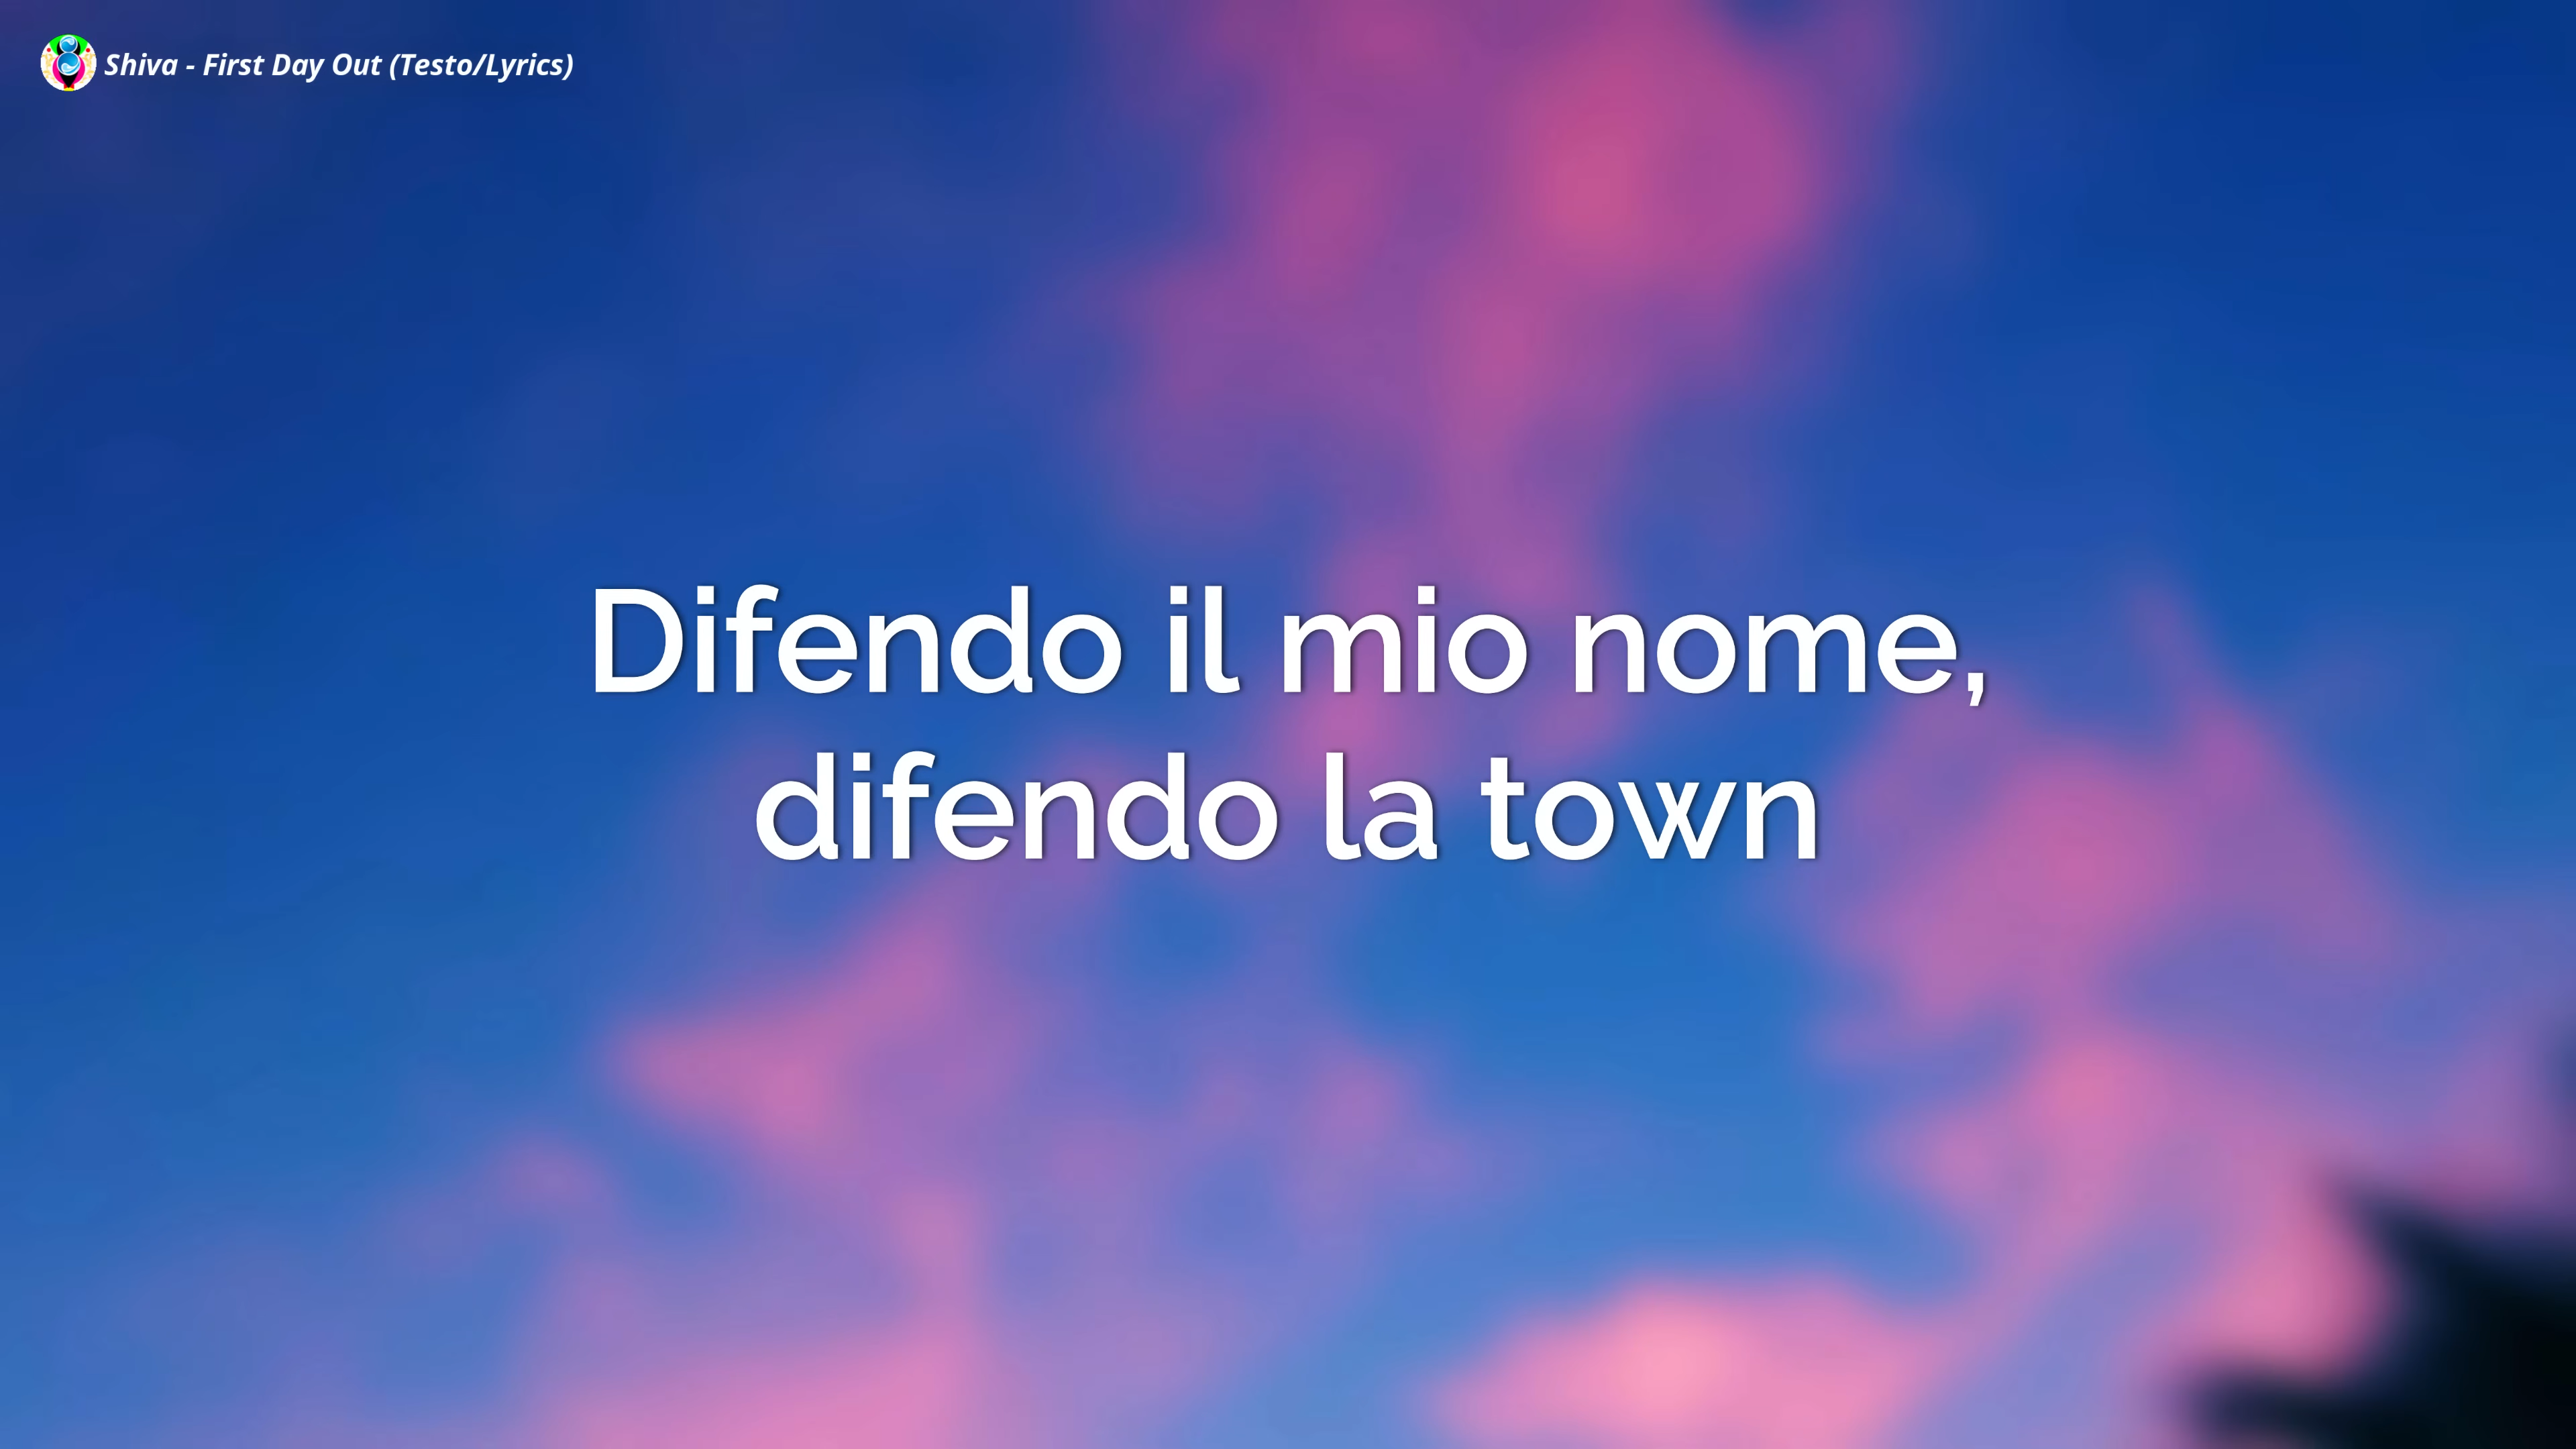 Shiva - First Day Out (Testo/Lyrics)
Difendo il mio nome,
difendo la town